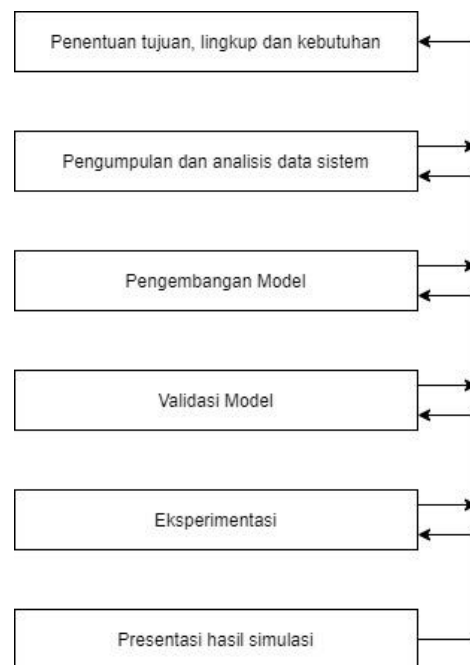 Penentuan tujuan, lingkup dan kebutuhan
Pengumpulan dan analisis data sistem
Pengembangan Model
Validasi Model
Eksperimentasi
Presentasi hasil simulasi